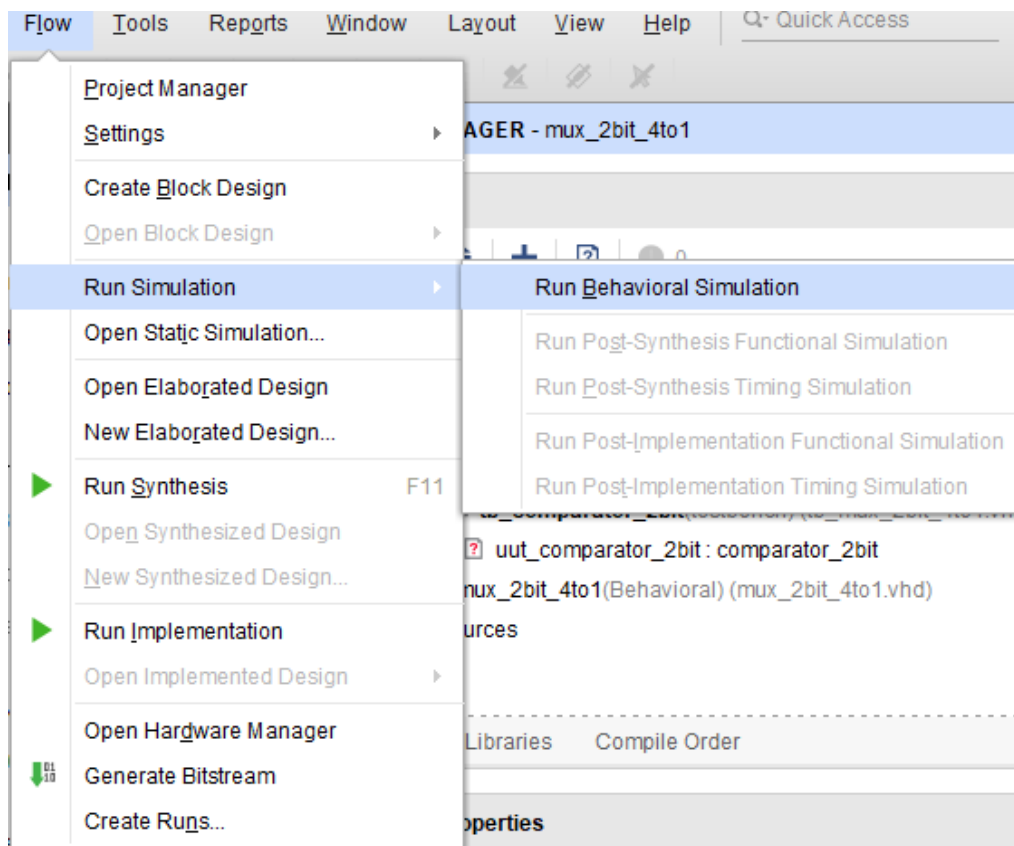 Flow Tools Reports Window Layout View Help Quick Access
Project Manager
Settings
AGER - mux_2bit_4to1
Create Block Design
Open Block Design
0
Run Simulation
Run Behavioral Simulation
Open Static Simulation...
Run Post-Synthesis Functional Simulation
Open Elaborated Design
Run Post-Synthesis Timing Simulation
New Elaborated Design...
Run Post-Implementation Functional Simulation
Run Synthesis F11
Run Post-Implementation Timing Simulation
Open Synthesized Design
uut_comparator_2bit : comparator_2bit
New Synthesized Design...
mux_2bit_4to1(Behavioral) (mux_2bit_4to1.vhd)
Run Implementation
urces
Open Implemented Design
Open Hardware Manager
Libraries Compile Order
Generate Bitstream
Create Runs...
operties